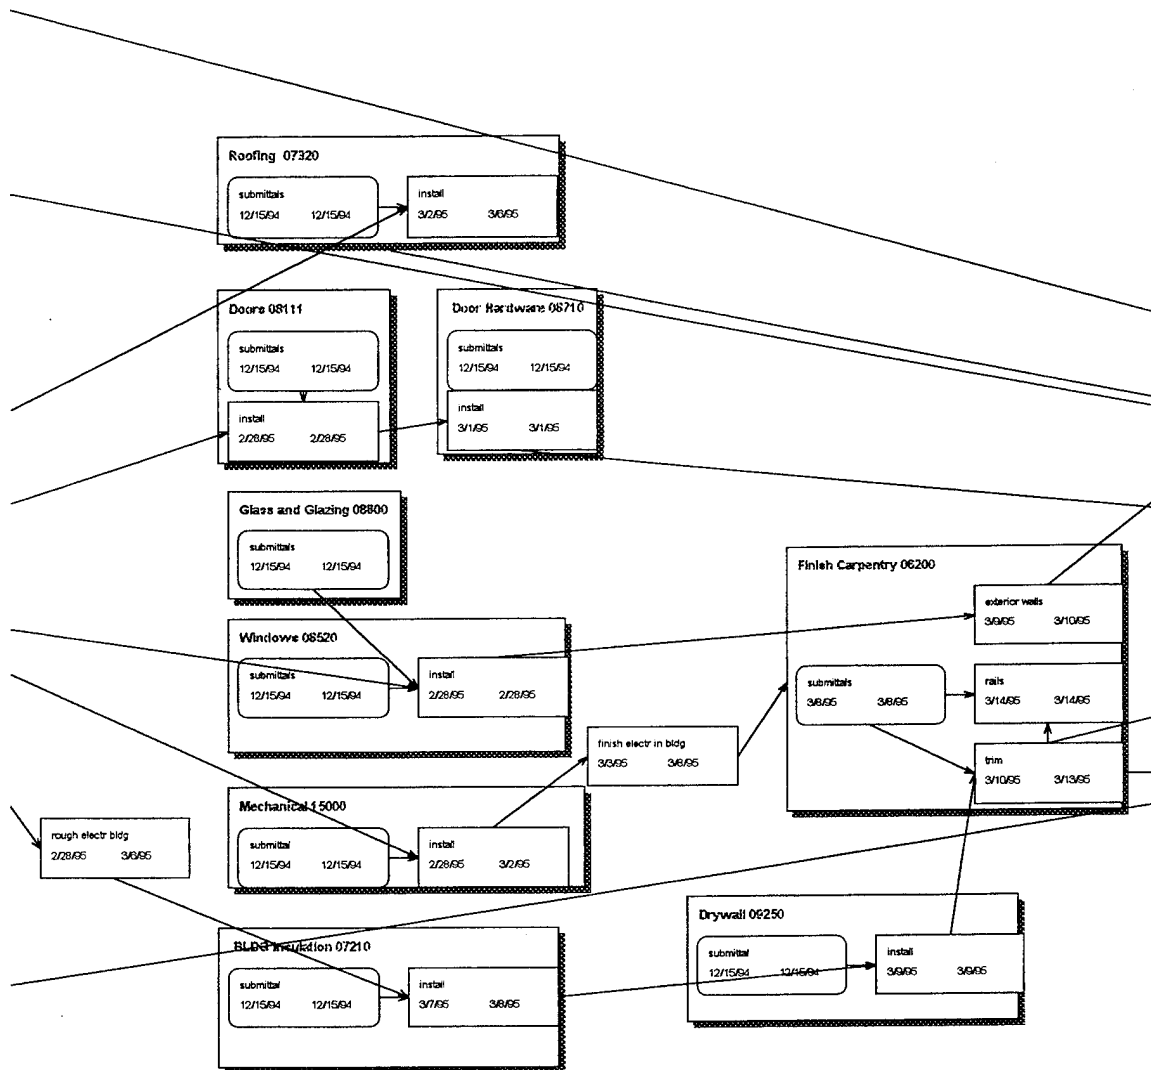 Roofing 07320
submittals
12/15/94 12/15/94
install
3/2/95 3/6/95
Doors 08111
submittals
12/15/94 12/15/94
install
2/28/95 2/28/95
Door Hardware 08710
submittals
12/15/94 12/15/94
install
3/1/95 3/1/95
Glass and Glazing 08800
submittals
12/15/94 12/15/94
Windows 08520
submittals
12/15/94 12/15/94
install
2/28/95 2/28/95
Finish Carpentry 06200
exterior walls
3/9/95 3/10/95
submittals
3/8/95 3/8/95
rails
3/14/95 3/14/95
trim
3/10/95 3/13/95
finish electr in bldg
3/3/95 3/8/95
Mechanical 15000
submittal
12/15/94 12/15/94
install
2/28/95 3/2/95
rough electr bldg
2/28/95 3/6/95
BLDG Insulation 07210
submittal
12/15/94 12/15/94
install
3/7/95 3/8/95
Drywall 09250
submittal
12/15/94 12/15/94
install
3/9/95 3/9/95